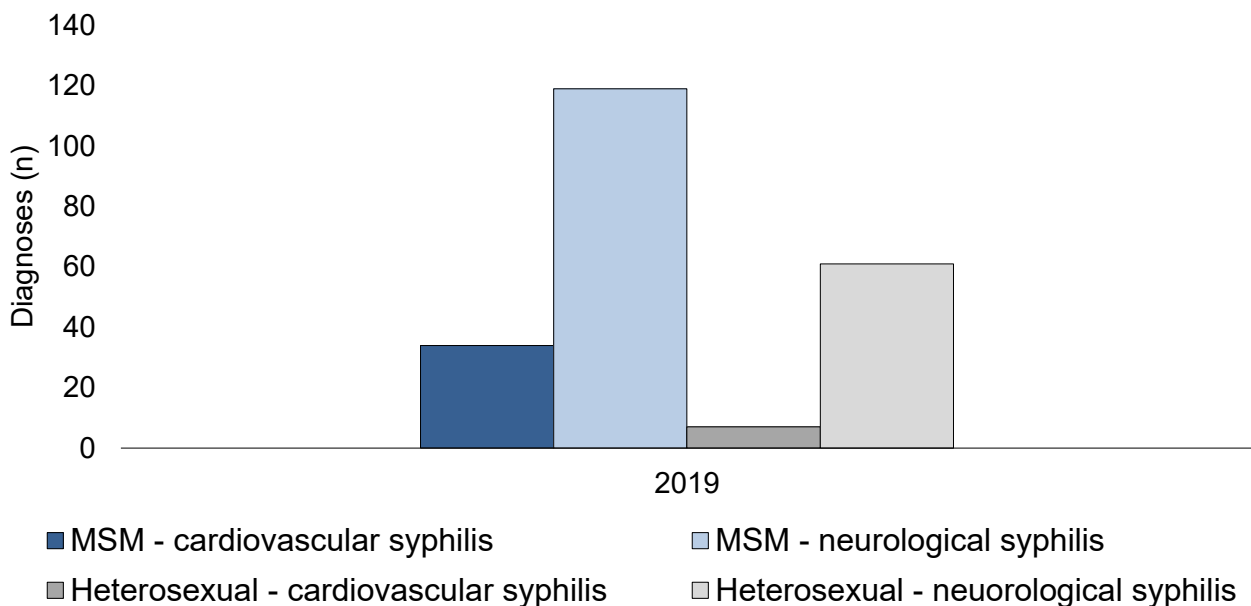 140
120
100
80
60
40
20
0
Diagnoses (n)
2019
MSM - cardiovascular syphilis
MSM - neurological syphilis
Heterosexual - cardiovascular syphilis
Heterosexual - neuorological syphilis